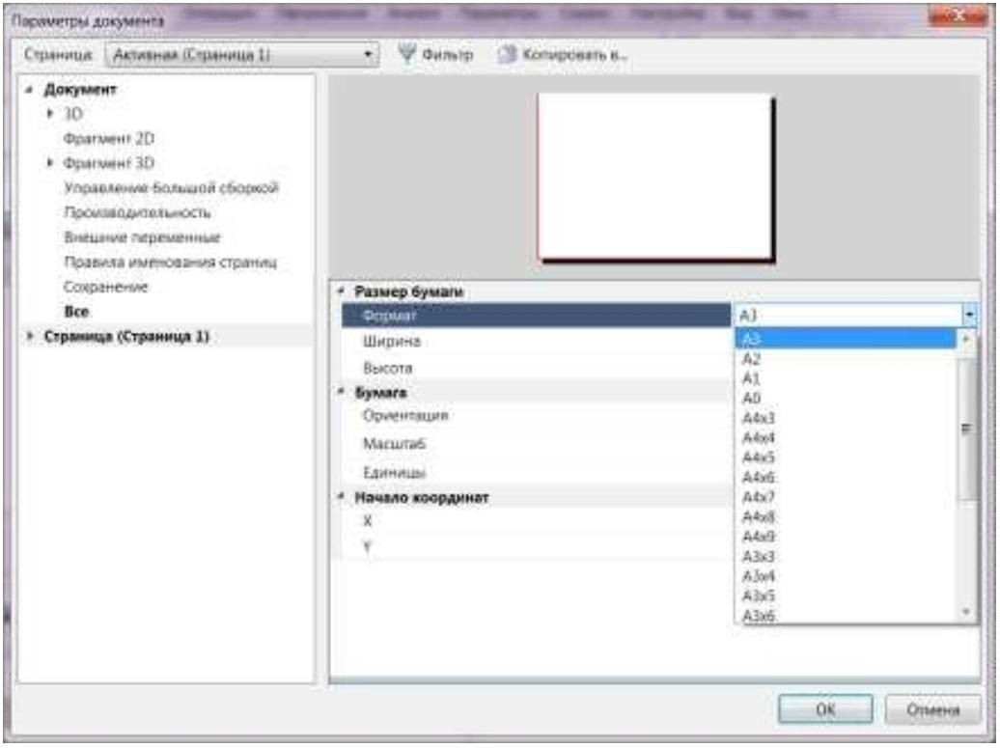 Параметры документа
Страница: Активная (Страница 1) Фильтр Копировать в...
Документ
3D
Фрагмент 2D
Фрагмент 3D
Управление большой сборкой
Производительность
Внешние переменные
Правила именования страниц
Сохранение
Все
Страница (Страница 1)
Размер бумаги
Формат A3
Ширина
Высота
Бумага
Ориентация
Масштаб
Единицы
Начало координат
X
Y
A3
A2
A1
A0
A4x3
A4x4
A4x5
A4x6
A4x7
A4x8
A4x9
A3x3
A3x4
A3x5
A3x6
OK Отмена